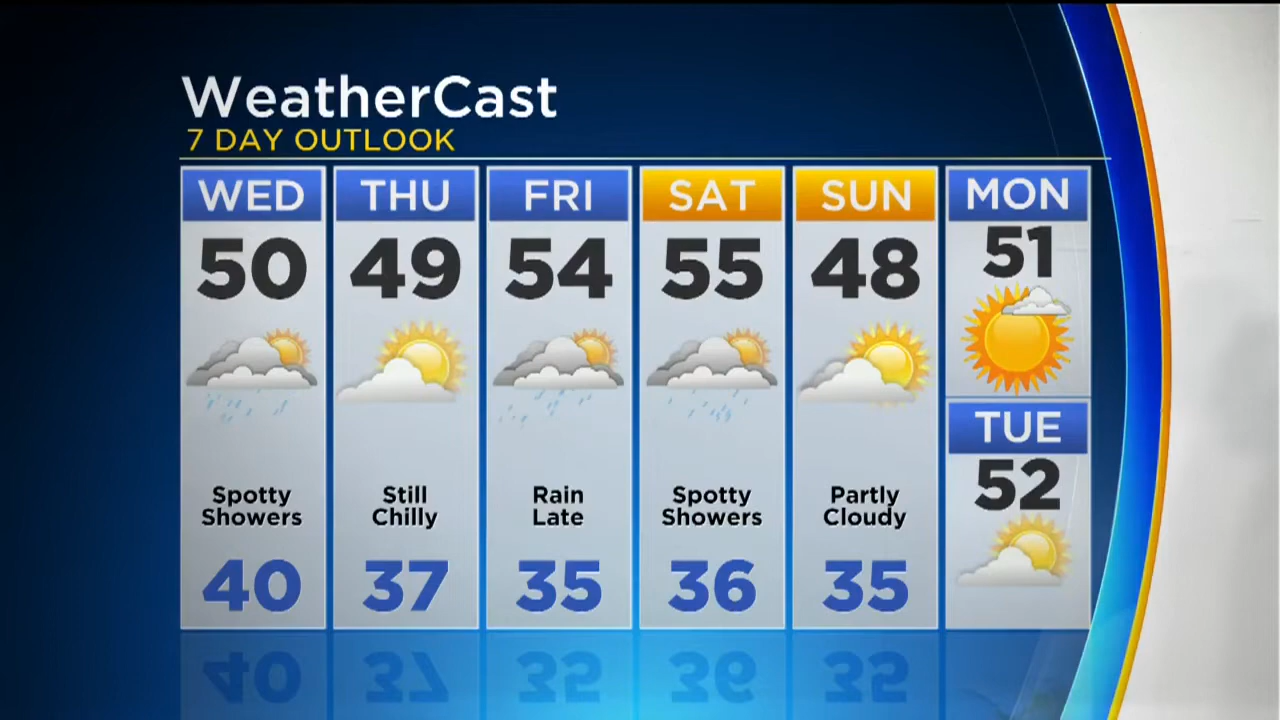 WeatherCast
7 DAY OUTLOOK
WED
50
Spotty
Showers
40
THU
49
Still
Chilly
37
FRI
54
Rain
Late
35
SAT
55
Spotty
Showers
36
SUN
48
Partly
Cloudy
35
MON
51
TUE
52